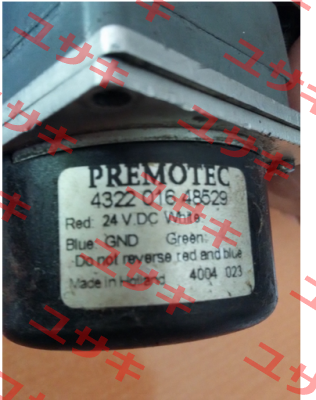 PREMOTEC
4322 016 48529
Red: 24 V.DC White:
Blue: GND Green:
Do not reverse red and blue
Made in Holland 4004 023
ユサキ
ユサキ
ユサキ
ユサキ
ユサキ